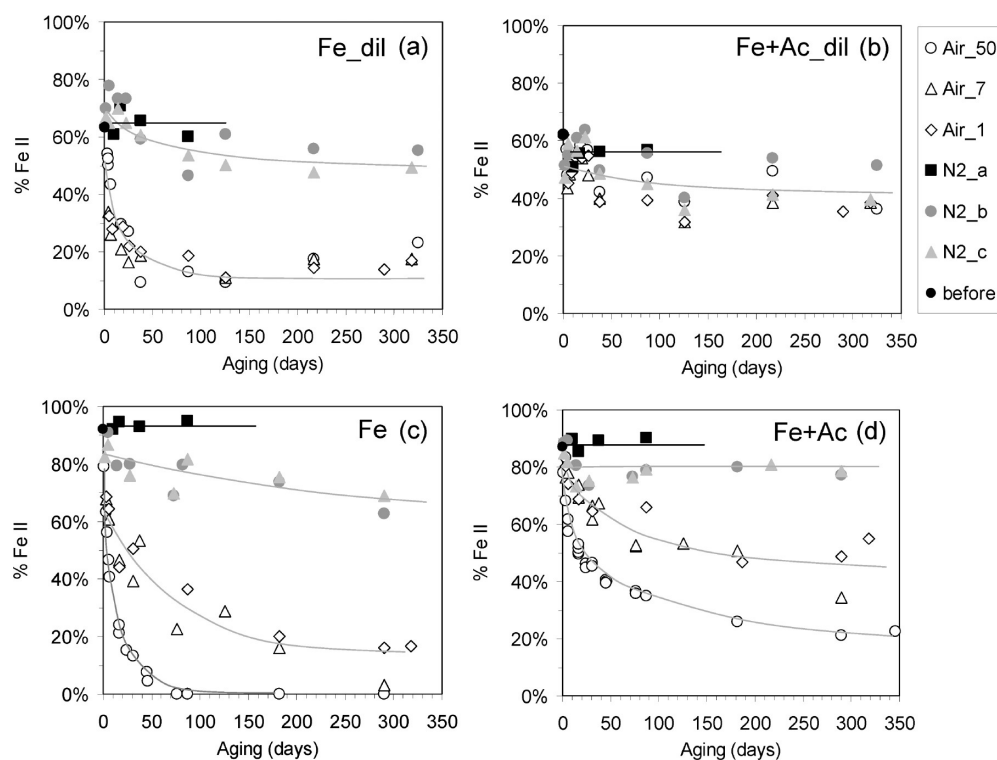 Fe_dil (a)
100%
80%
60%
40%
20%
0%
% Fe II
0 50 100 150 200 250 300 350
Aging (days)
Fe+Ac_dil (b)
100%
80%
60%
40%
20%
0%
% Fe II
0 50 100 150 200 250 300 350
Aging (days)
Air_50
Air_7
Air_1
N2_a
N2_b
N2_c
before
Fe (c)
100%
80%
60%
40%
20%
0%
% Fe II
0 50 100 150 200 250 300 350
Aging (days)
Fe+Ac (d)
100%
80%
60%
40%
20%
0%
% Fe II
0 50 100 150 200 250 300 350
Aging (days)